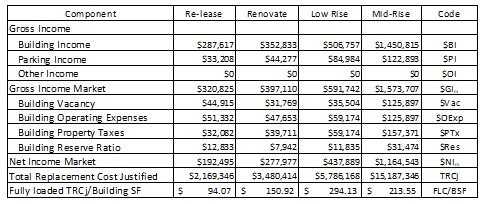 Component Re-lease Renovate Low Rise Mid-Rise Code
Gross Income
Building Income $287,617 $352,833 $506,757 $1,450,815 $BI
Parking Income $33,208 $44,277 $84,984 $122,893 $PI
Other Income $0 $0 $0 $0 $OI
Gross Income Market $320,825 $397,110 $591,742 $1,573,707 $GIm
Building Vacancy $44,915 $31,769 $35,504 $125,897 $Vac
Building Operating Expenses $51,332 $47,653 $59,174 $125,897 $OExp
Building Property Taxes $32,082 $39,711 $59,174 $157,371 $PTx
Building Reserve Ratio $12,833 $7,942 $11,835 $31,474 $Res
Net Income Market $192,495 $277,977 $437,889 $1,164,543 $NIm
Total Replacement Cost Justified $2,169,346 $3,480,414 $5,786,168 $15,187,346 TRCj
Fully loaded TRCj/Building SF $ 94.07 $ 150.92 $ 294.13 $ 213.55 FLC/BSF